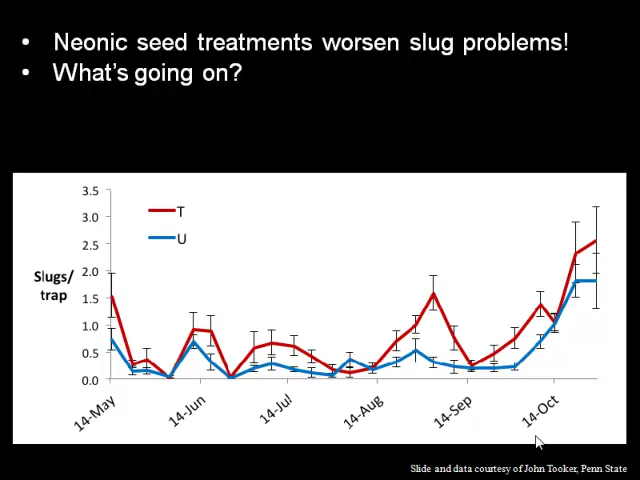 • Neonic seed treatments worsen slug problems!
• What's going on?
3.5
T
3.0
U
2.5
Slugs/
trap
2.0
1.5
1.0
0.5
0.0
14-May
14-Jun
14-Jul
14-Aug
14-Sep
14-Oct
Slide and data courtesy of John Tooker, Penn State